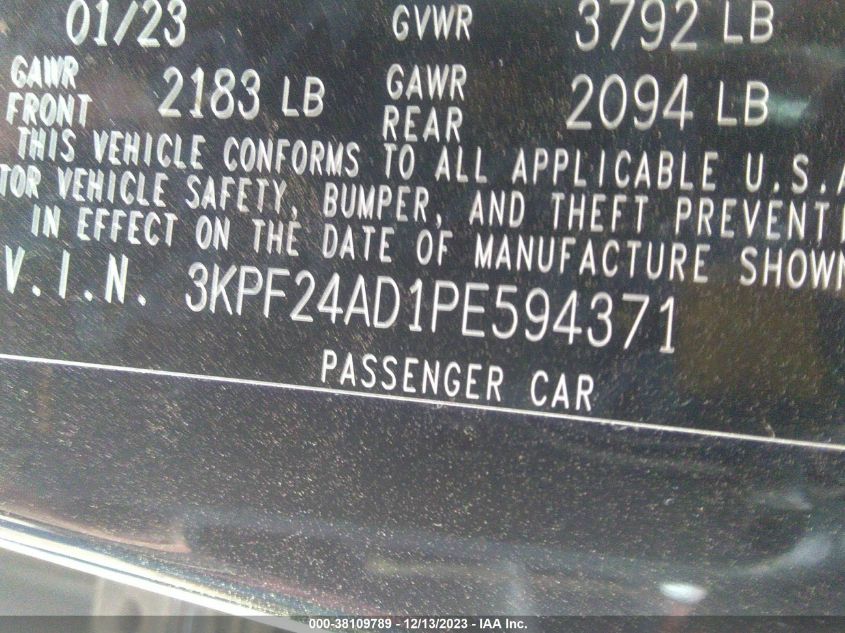 01/23 GVWR 3792 LB
GAWR FRONT 2183 LB GAWR REAR 2094 LB
THIS VEHICLE CONFORMS TO ALL APPLICABLE U.S.A
TOR VEHICLE SAFETY, BUMPER, AND THEFT PREVENTI
IN EFFECT ON THE DATE OF MANUFACTURE SHOWN
V.I.N. 3KPF24AD1PE594371
PASSENGER CAR
000-38109789 - 12/13/2023 - IAA Inc.